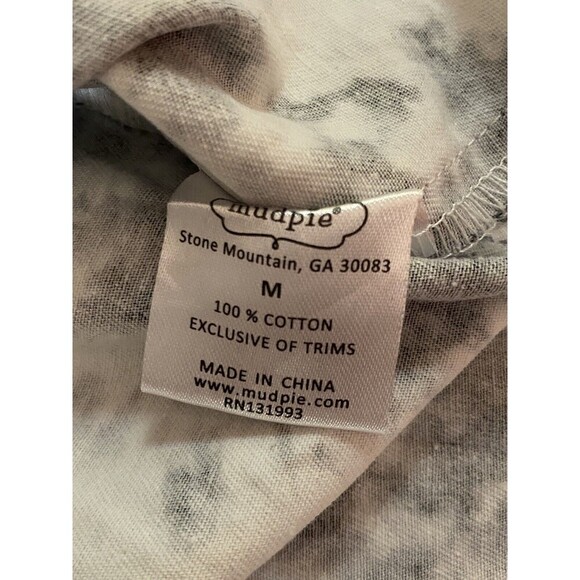 mudpie®
Stone Mountain, GA 30083
M
100 % COTTON
EXCLUSIVE OF TRIMS
MADE IN CHINA
www.mudpie.com
RN131993